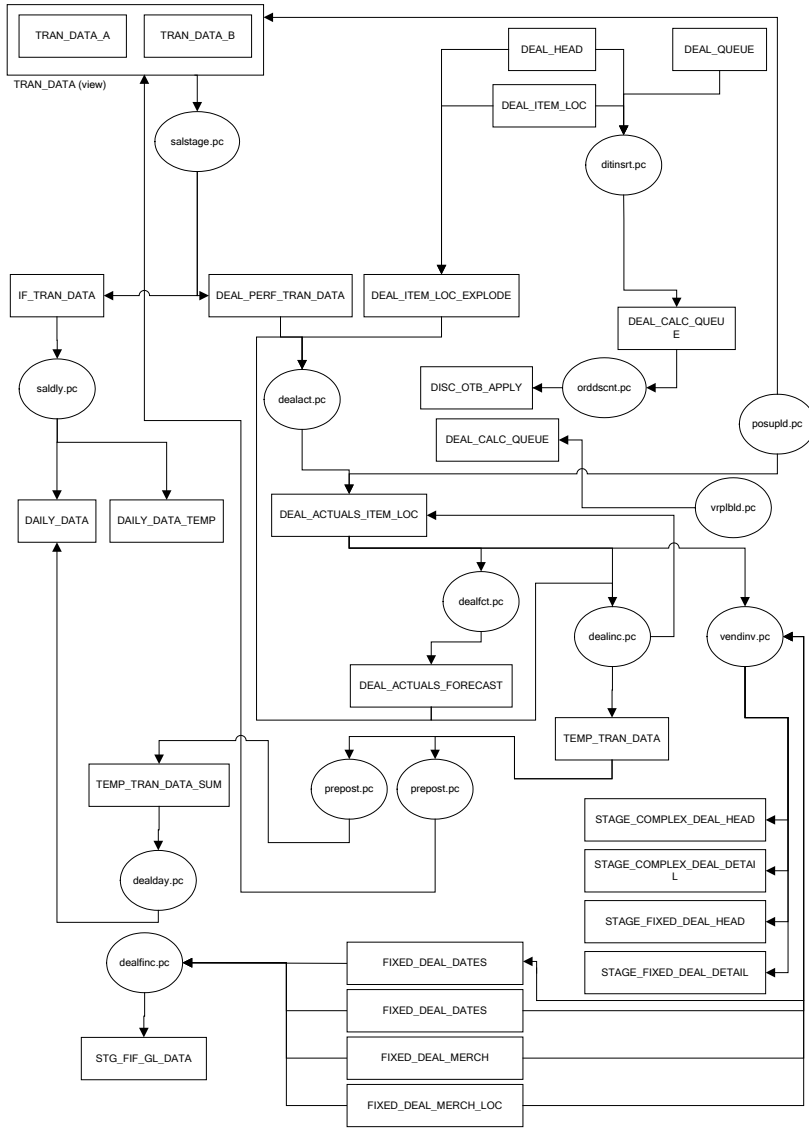 TRAN_DATA_A
TRAN_DATA_B
TRAN_DATA (view)
DEAL_HEAD
DEAL_QUEUE
DEAL_ITEM_LOC
salstage.pc
ditinsrt.pc
IF_TRAN_DATA
DEAL_PERF_TRAN_DATA
DEAL_ITEM_LOC_EXPLODE
DEAL_CALC_QUEU
E
saldly.pc
dealact.pc
DISC_OTB_APPLY
orddscnt.pc
posupld.pc
DEAL_CALC_QUEUE
DAILY_DATA
DAILY_DATA_TEMP
DEAL_ACTUALS_ITEM_LOC
vrplbld.pc
dealfct.pc
dealinc.pc
vendinv.pc
DEAL_ACTUALS_FORECAST
TEMP_TRAN_DATA
TEMP_TRAN_DATA_SUM
prepost.pc
prepost.pc
STAGE_COMPLEX_DEAL_HEAD
STAGE_COMPLEX_DEAL_DETAI
L
dealday.pc
STAGE_FIXED_DEAL_HEAD
STAGE_FIXED_DEAL_DETAIL
dealfinc.pc
FIXED_DEAL_DATES
FIXED_DEAL_DATES
STG_FIF_GL_DATA
FIXED_DEAL_MERCH
FIXED_DEAL_MERCH_LOC